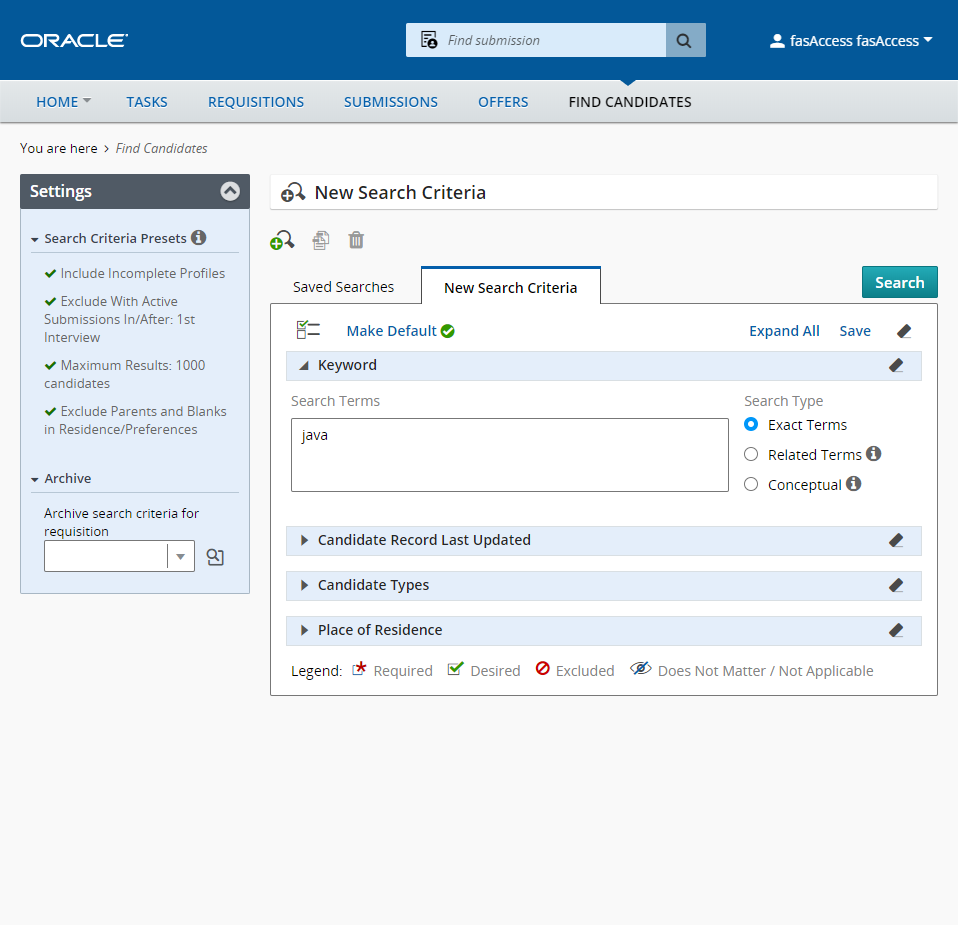 ORACLE
Find submission
fasAccess fasAccess
HOME TASKS REQUISITIONS SUBMISSIONS OFFERS FIND CANDIDATES
You are here > Find Candidates
Settings
Search Criteria Presets
Include Incomplete Profiles
Exclude With Active
Submissions In/After: 1st
Interview
Maximum Results: 1000
candidates
Exclude Parents and Blanks
in Residence/Preferences
Archive
Archive search criteria for
requisition
New Search Criteria
Saved Searches
New Search Criteria
Search
Make Default
Expand All
Save
Keyword
Search Terms
java
Search Type
Exact Terms
Related Terms
Conceptual
Candidate Record Last Updated
Candidate Types
Place of Residence
Legend: Required Desired Excluded Does Not Matter / Not Applicable